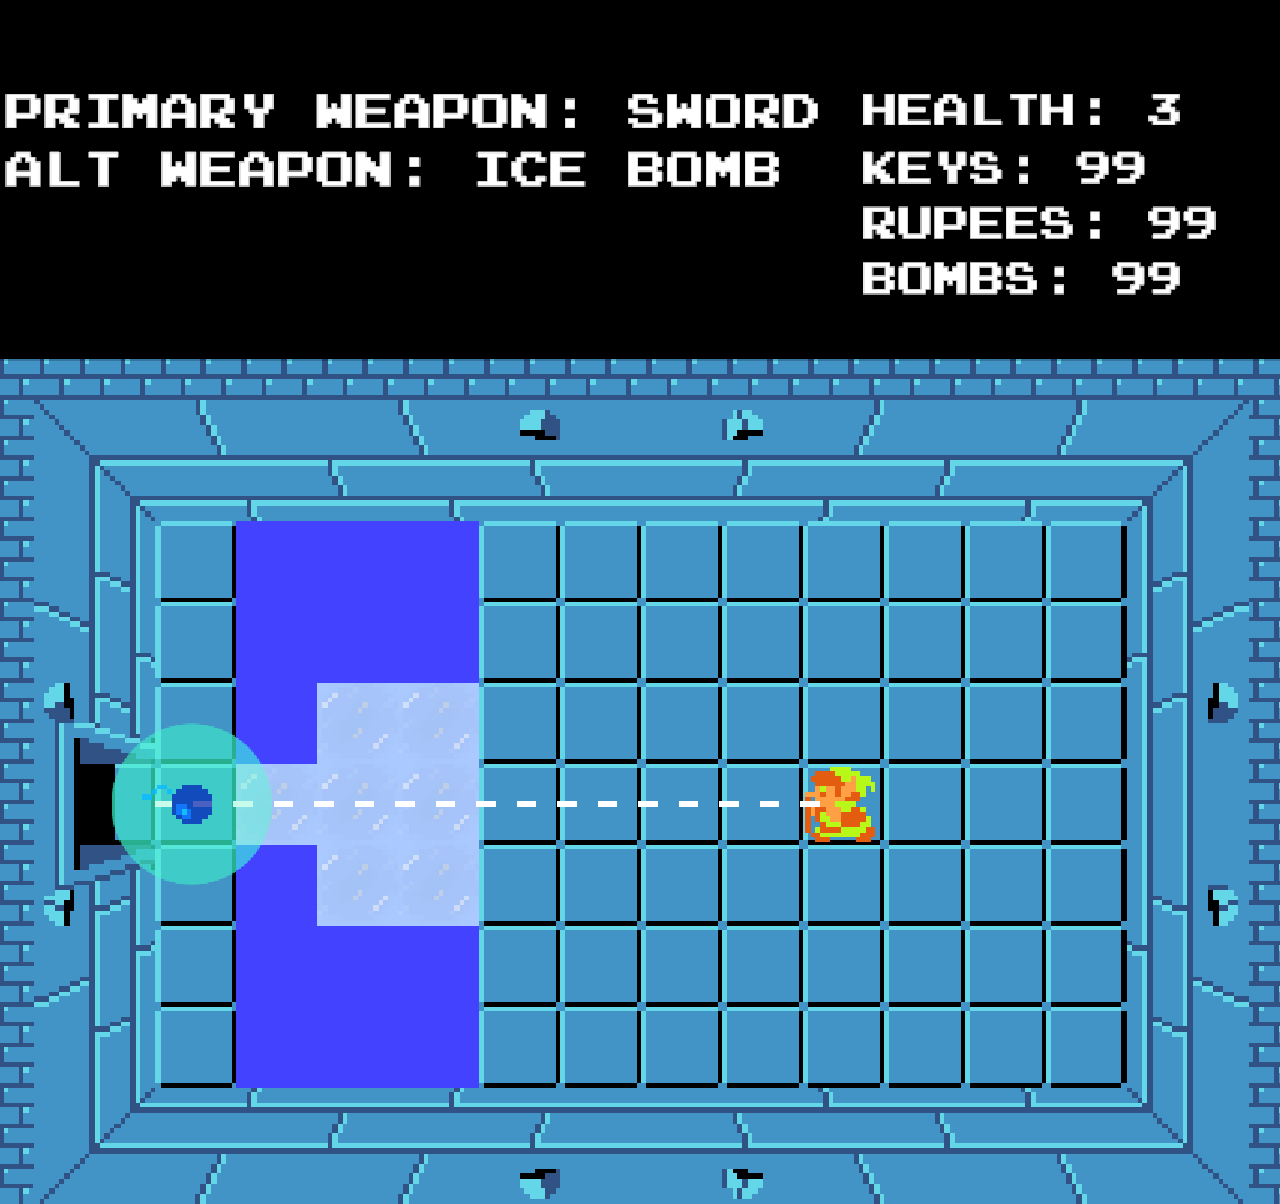 PRIMARY WEAPON: SWORD
ALT WEAPON: ICE BOMB
HEALTH: 3
KEYS: 99
RUPEES: 99
BOMBS: 99